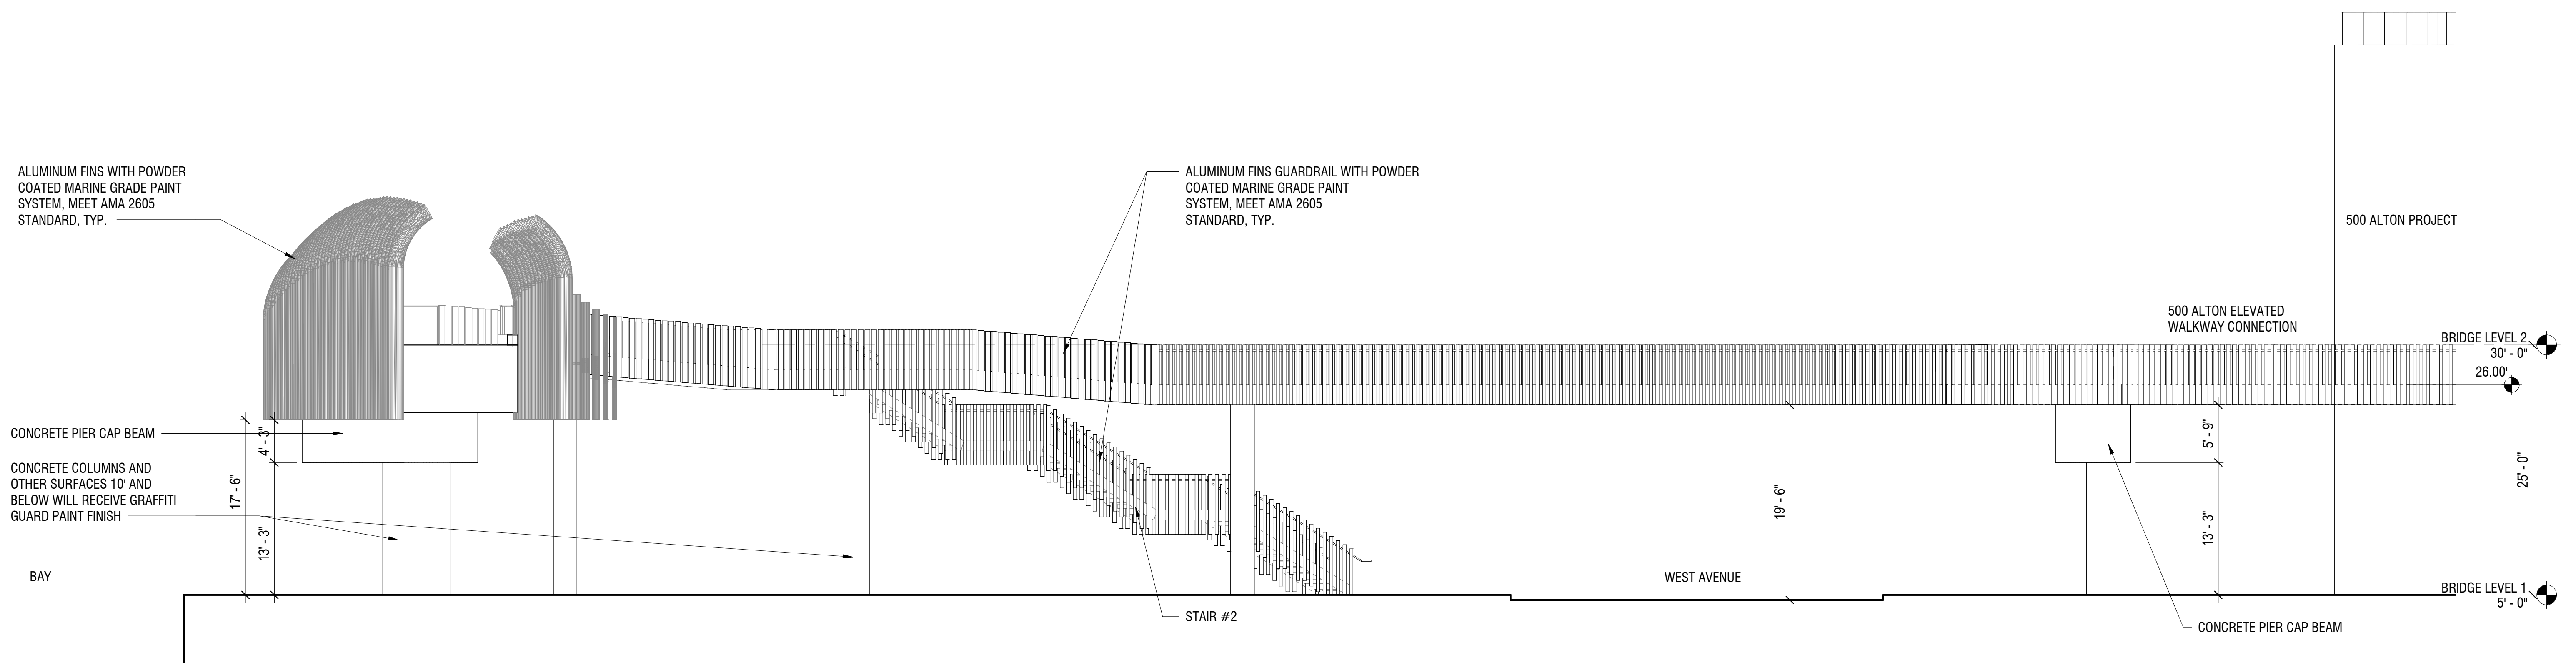 ALUMINUM FINS WITH POWDER
COATED MARINE GRADE PAINT
SYSTEM, MEET AMA 2605
STANDARD, TYP.
ALUMINUM FINS GUARDRAIL WITH POWDER
COATED MARINE GRADE PAINT
SYSTEM, MEET AMA 2605
STANDARD, TYP.
500 ALTON PROJECT
500 ALTON ELEVATED
WALKWAY CONNECTION
BRIDGE LEVEL 2
30' - 0"
26.00'
CONCRETE PIER CAP BEAM
4' - 3"
CONCRETE COLUMNS AND
OTHER SURFACES 10' AND
BELOW WILL RECEIVE GRAFFITI
GUARD PAINT FINISH
17' - 6"
13' - 3"
19' - 6"
5' - 9"
13' - 3"
25' - 0"
BAY
WEST AVENUE
BRIDGE LEVEL 1
5' - 0"
STAIR #2
CONCRETE PIER CAP BEAM